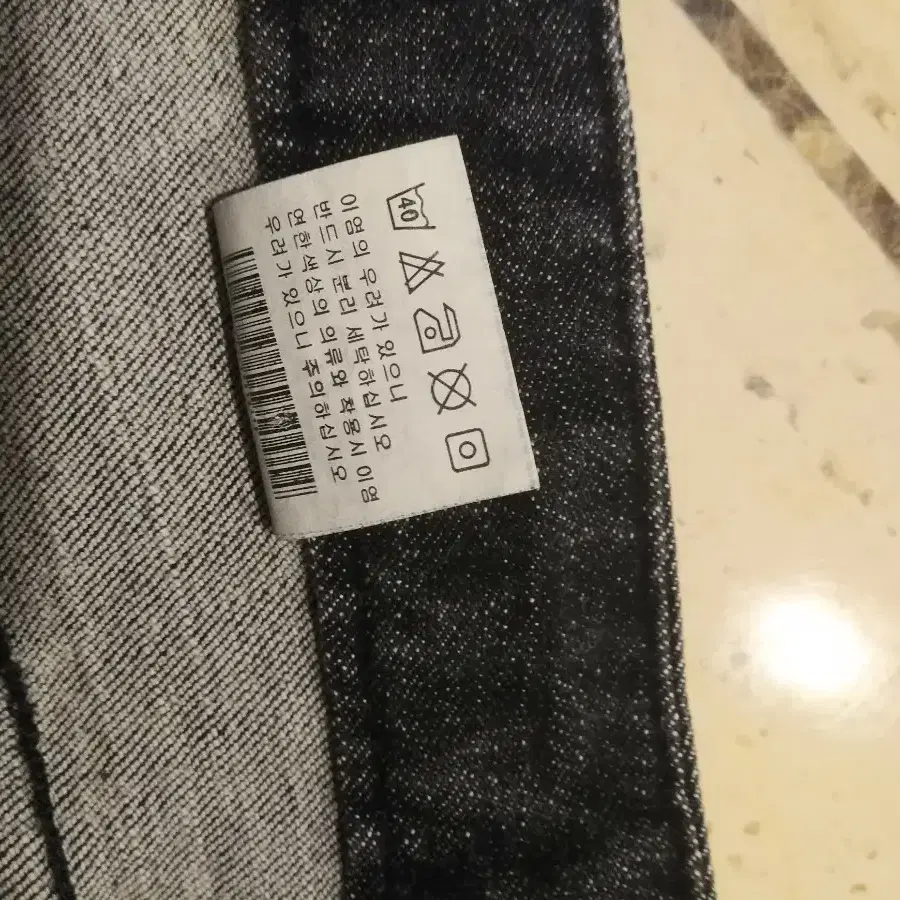 40
이염의 우려가 있으니
반드시 분리 세탁하십시오
연한색상의 의류와 착용시 이염
우려가 있으니 주의하십시오